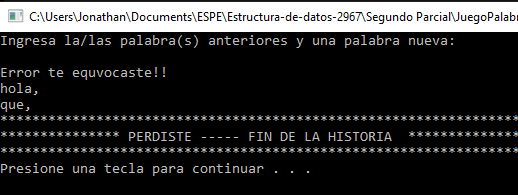 C:\Users\Jonathan\Documents\ESPE\Estructura-de-datos-2967\Segundo Parcial\JuegoPalabr
Ingresa la/las palabra(s) anteriores y una palabra nueva:
Error te equvocaste!!
hola,
que,
*****************************************************************
*************** PERDISTE ----- FIN DE LA HISTORIA **************
*****************************************************************
Presione una tecla para continuar . . .